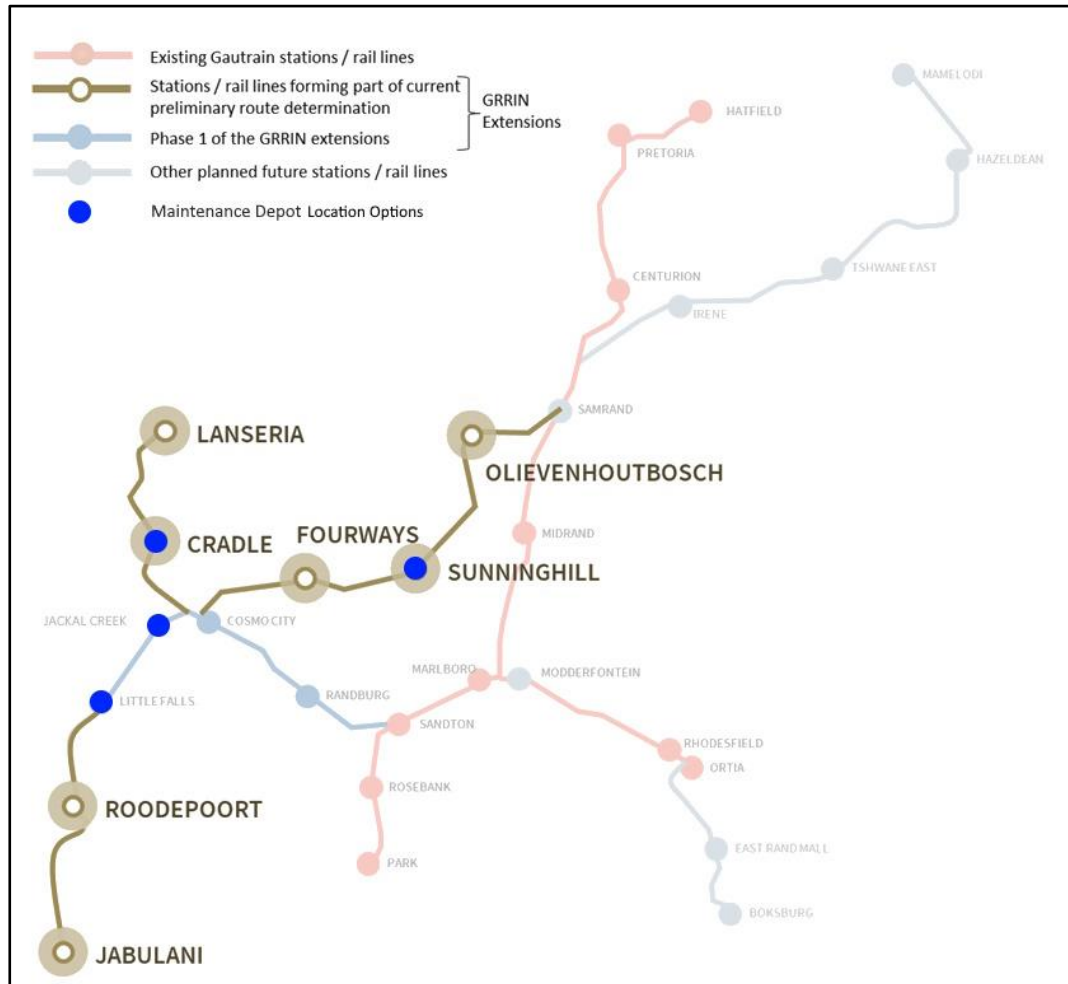 Existing Gautrain stations / rail lines
Stations / rail lines forming part of current
preliminary route determination
GRRIN
Extensions
Phase 1 of the GRRIN extensions
Other planned future stations / rail lines
Maintenance Depot Location Options
MAMELODI
HATFIELD
PRETORIA
HAZELDEAN
TSHWANE EAST
CENTURION
IRENE
SAMRAND
LANSERIA
OLIEVENHOUTBOSCH
MIDRAND
CRADLE
FOURWAYS
SUNNINGHILL
JACKAL CREEK
COSMO CITY
MARLBORO
MODDERFONTEIN
LITTLE FALLS
RANDBURG
SANDTON
RHODESFIELD
ORTIA
ROSEBANK
ROODEPOORT
EAST RAND MALL
PARK
BOKSBURG
JABULANI